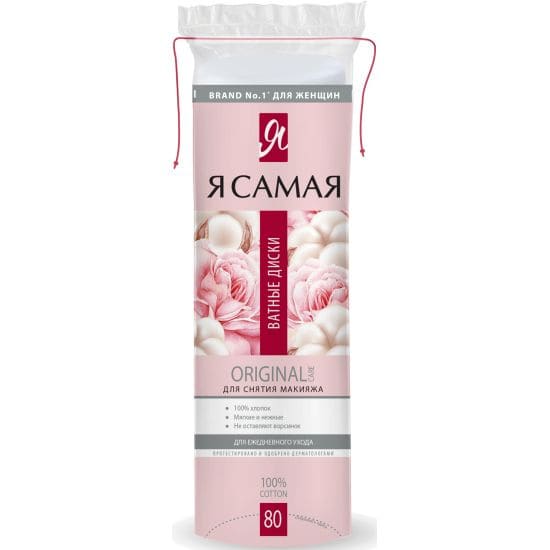 BRAND No.1* ДЛЯ ЖЕНЩИН
Я
Я САМАЯ
ВАТНЫЕ ДИСКИ
ORIGINAL CARE
ДЛЯ СНЯТИЯ МАКИЯЖА
• 100% хлопок
• Мягкие и нежные
• Не оставляют ворсинок
ДЛЯ ЕЖЕДНЕВНОГО УХОДА
ПРОТЕСТИРОВАНО И ОДОБРЕНО ДЕРМАТОЛОГАМИ
100%
COTTON
80